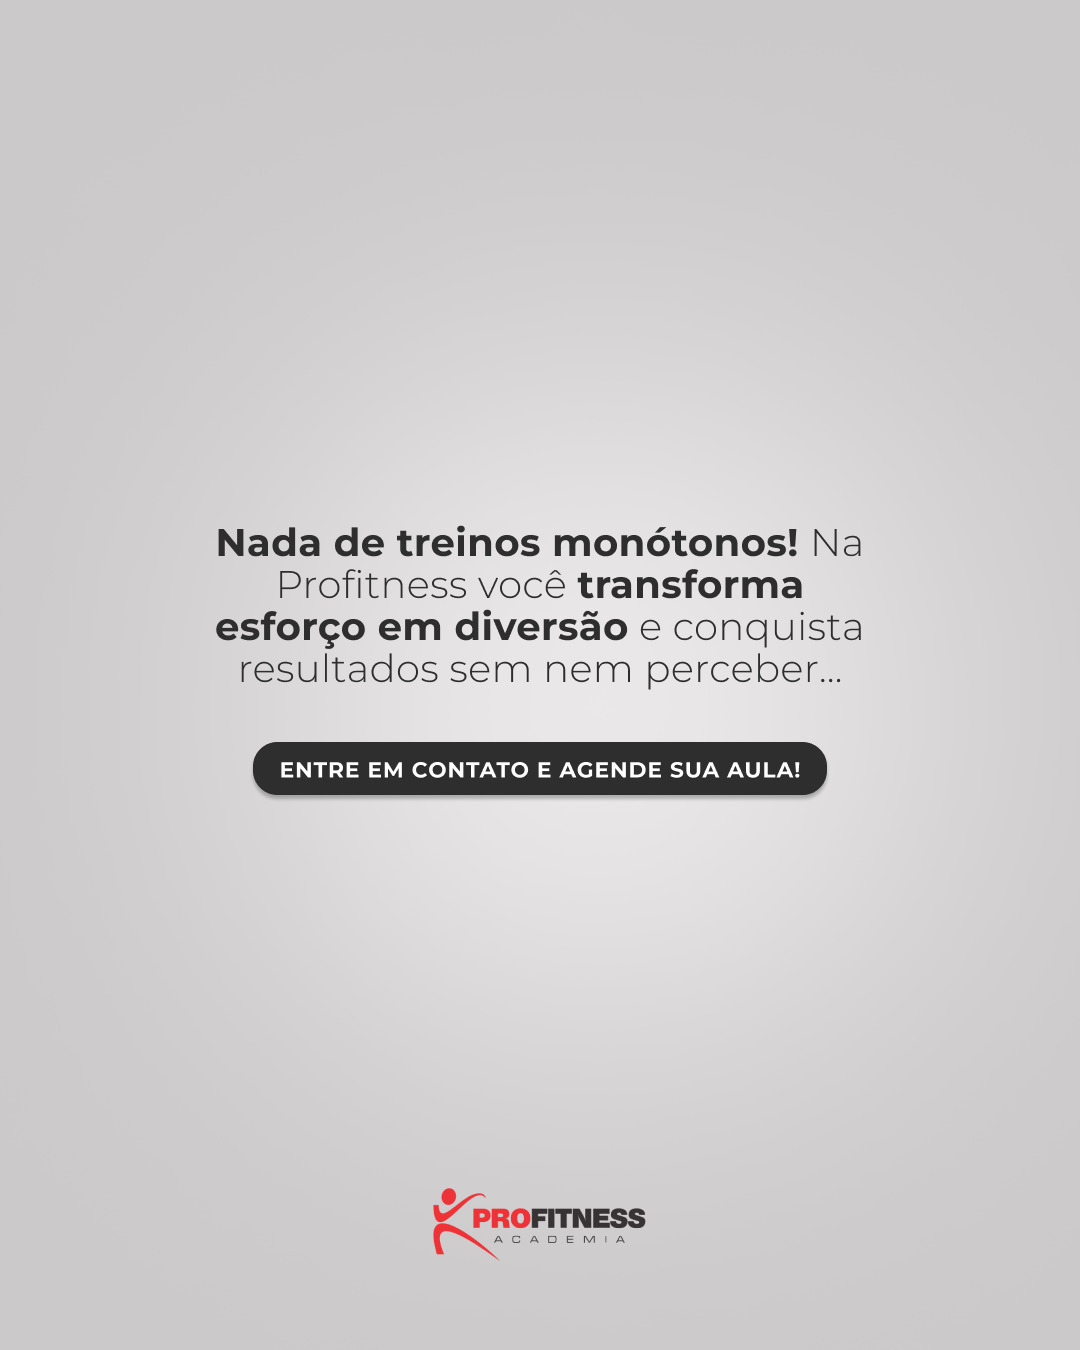 Nada de treinos monótonos! Na
Profitness você transforma
esforço em diversão e conquista
resultados sem nem perceber...
ENTRE EM CONTATO E AGENDE SUA AULA!
PROFITNESS
ACADEMIA